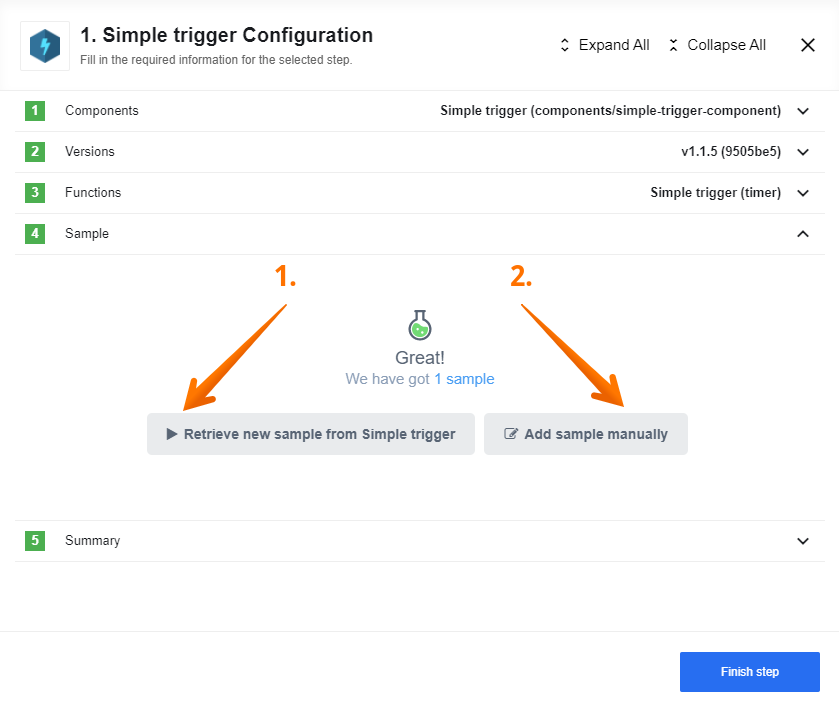 1. Simple trigger Configuration
Fill in the required information for the selected step.
Expand All
Collapse All
1 Components Simple trigger (components/simple-trigger-component)
2 Versions v1.1.5 (9505be5)
3 Functions Simple trigger (timer)
4 Sample
1. 2.
Great!
We have got 1 sample
Retrieve new sample from Simple trigger
Add sample manually
5 Summary
Finish step